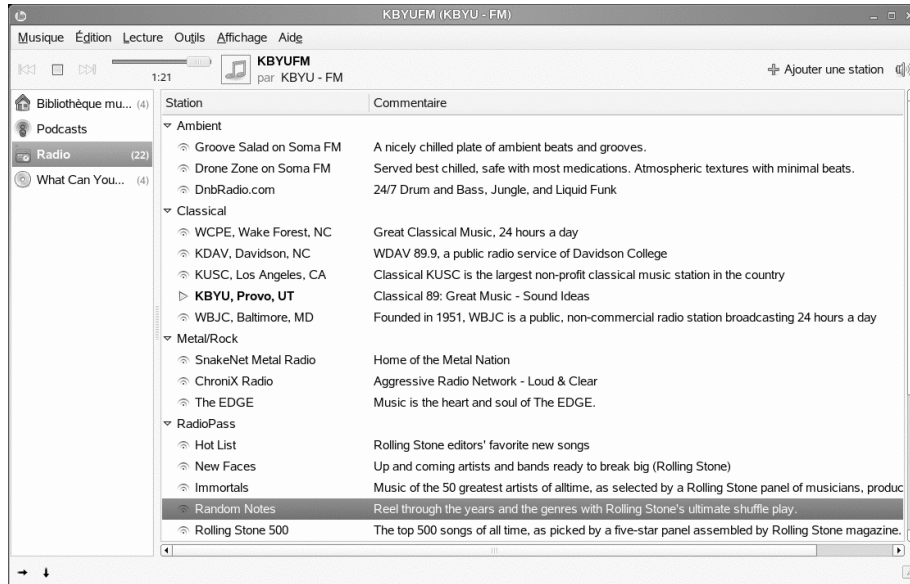 KBYUFM (KBYU - FM)
Musique Édition Lecture Outils Affichage Aide
1:21
KBYUFM
par KBYU - FM
Ajouter une station
Bibliothèque mu... (4)
Podcasts
Radio (22)
What Can You... (4)
Station Commentaire
Ambient
Groove Salad on Soma FM A nicely chilled plate of ambient beats and grooves.
Drone Zone on Soma FM Served best chilled, safe with most medications. Atmospheric textures with minimal beats.
DnbRadio.com 24/7 Drum and Bass, Jungle, and Liquid Funk
Classical
WCPE, Wake Forest, NC Great Classical Music, 24 hours a day
KDAV, Davidson, NC WDAV 89.9, a public radio service of Davidson College
KUSC, Los Angeles, CA Classical KUSC is the largest non-profit classical music station in the country
KBYU, Provo, UT Classical 89: Great Music - Sound Ideas
WBJC, Baltimore, MD Founded in 1951, WBJC is a public, non-commercial radio station broadcasting 24 hours a day
Metal/Rock
SnakeNet Metal Radio Home of the Metal Nation
ChroniX Radio Aggressive Radio Network - Loud & Clear
The EDGE Music is the heart and soul of The EDGE.
RadioPass
Hot List Rolling Stone editors' favorite new songs
New Faces Up and coming artists and bands ready to break big (Rolling Stone)
Immortals Music of the 50 greatest artists of alltime, as selected by a Rolling Stone panel of musicians, produc
Random Notes Reel through the years and the genres with Rolling Stone's ultimate shuffle play.
Rolling Stone 500 The top 500 songs of all time, as picked by a five-star panel assembled by Rolling Stone magazine.